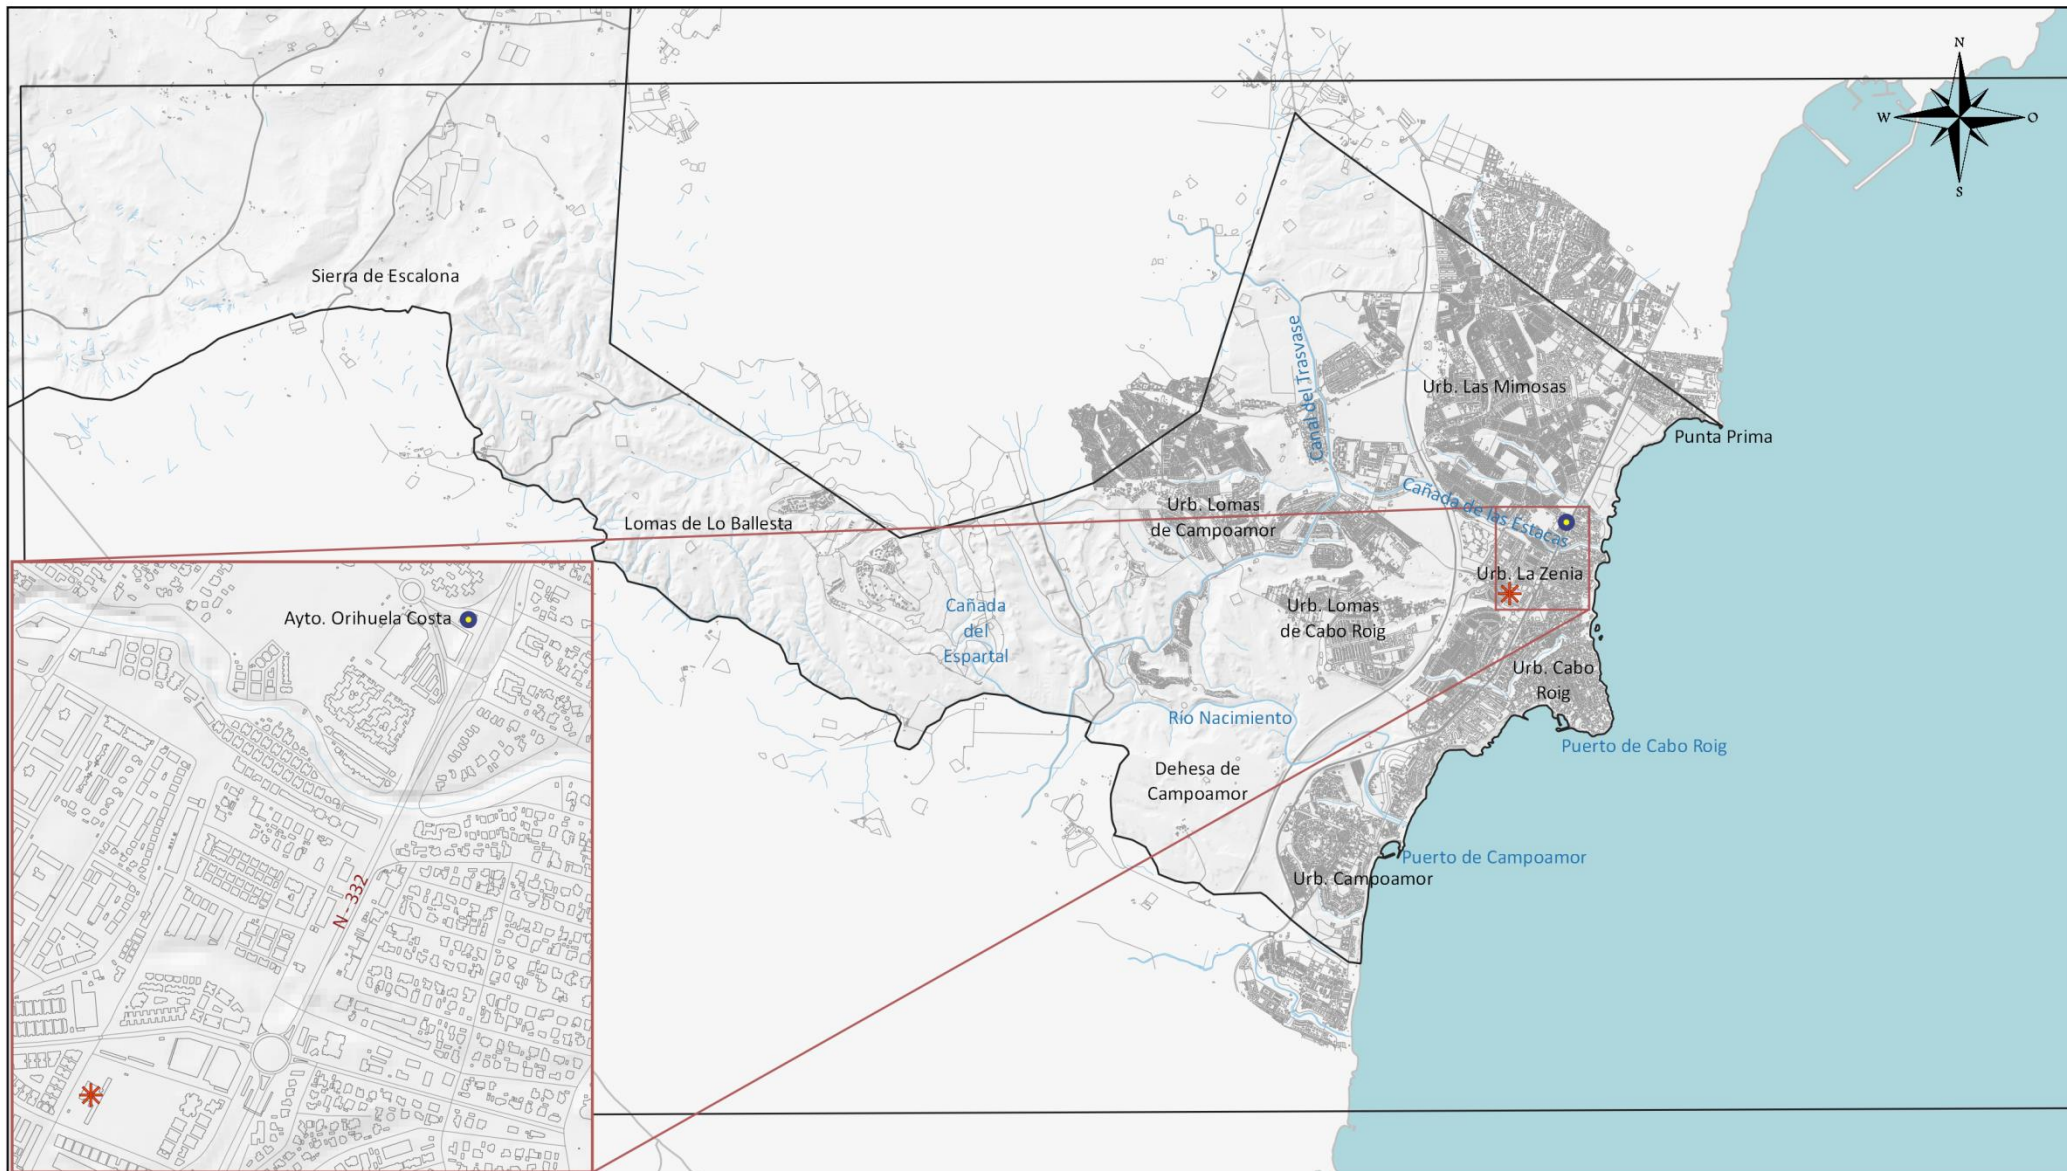 N
W
O
S
Sierra de Escalona
Canal del Trasvase
Urb. Las Mimosas
Punta Prima
Cañada de las Estacas
Urb. Lomas
de Campoamor
Lomas de Lo Ballesta
Urb. La Zenia
Cañada
del
Espartal
Urb. Lomas
de Cabo Roig
Ayto. Orihuela Costa
Urb. Cabo
Roig
Río Nacimiento
Puerto de Cabo Roig
Dehesa de
Campoamor
Puerto de Campoamor
Urb. Campoamor
N - 332